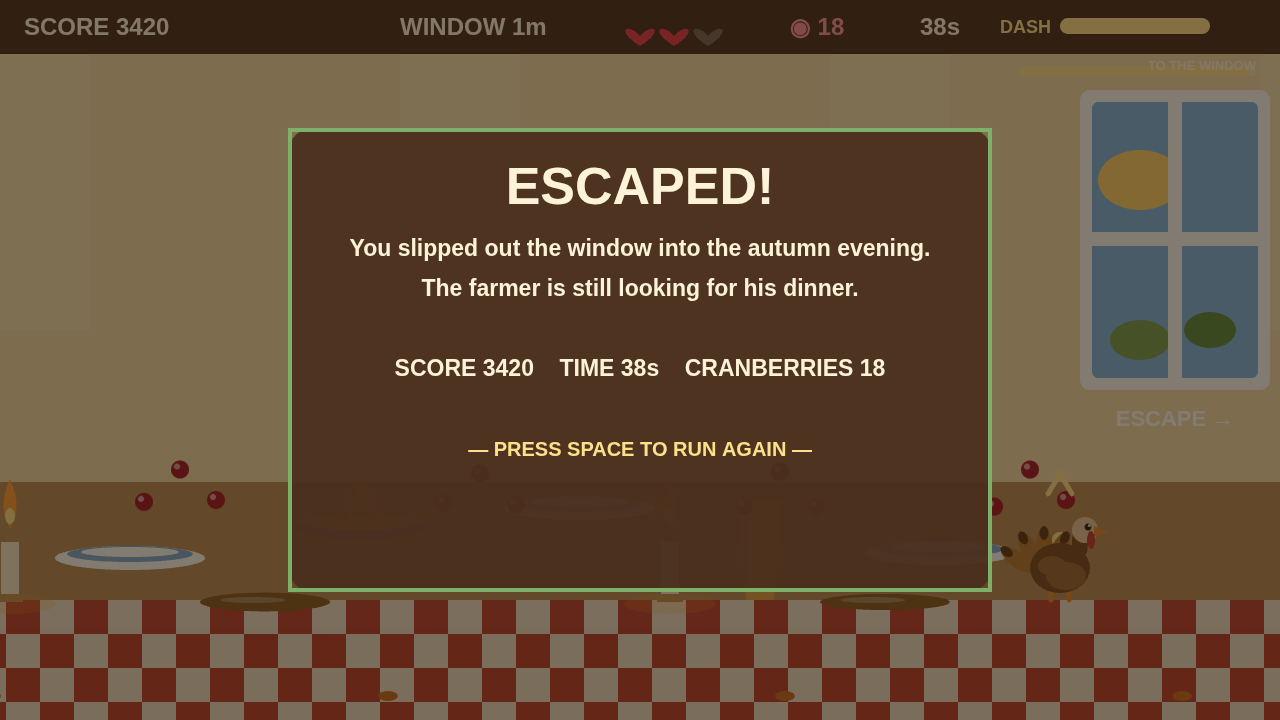 SCORE 3420 WINDOW 1m ◉ 18 38s DASH
TO THE WINDOW
ESCAPED!
You slipped out the window into the autumn evening.
The farmer is still looking for his dinner.
SCORE 3420 TIME 38s CRANBERRIES 18
ESCAPE →
— PRESS SPACE TO RUN AGAIN —